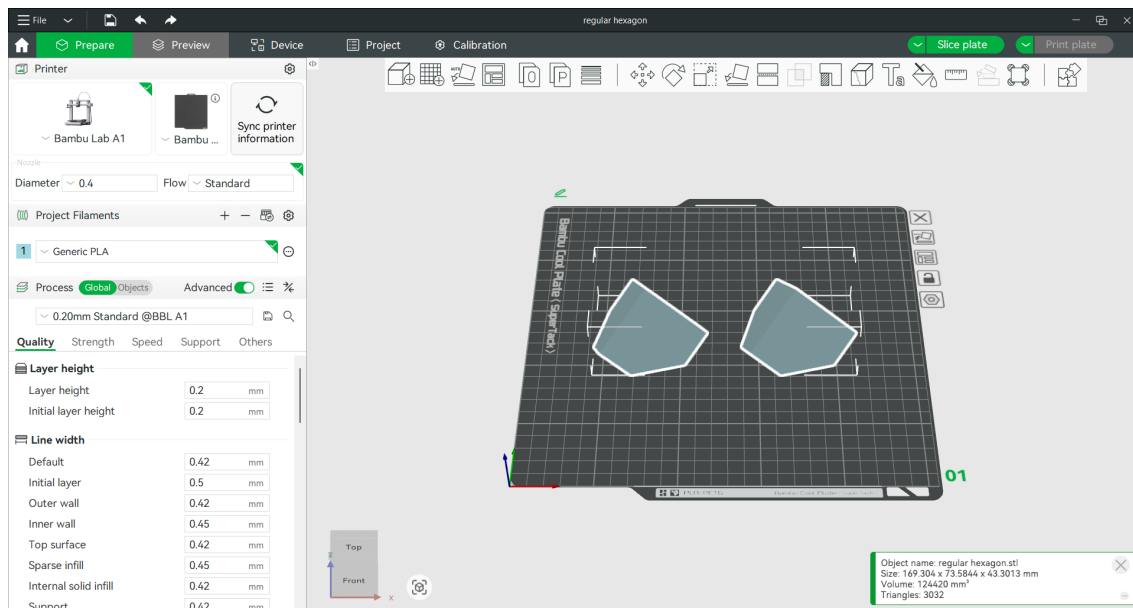 File
regular hexagon
Prepare
Preview
Device
Project
Calibration
Slice plate
Print plate
Printer
Bambu Lab A1
Bambu ...
Sync printer
information
Nozzle
Diameter
0.4
Flow
Standard
Project Filaments
1
Generic PLA
Process
Global
Objects
Advanced
0.20mm Standard @BBL A1
Quality
Strength
Speed
Support
Others
Layer height
Layer height 0.2 mm
Initial layer height 0.2 mm
Line width
Default 0.42 mm
Initial layer 0.5 mm
Outer wall 0.42 mm
Inner wall 0.45 mm
Top surface 0.42 mm
Sparse infill 0.45 mm
Internal solid infill 0.42 mm
Support 0.42 mm
Bambu Cool Plate (SuperTack)
01
Top
Front
z
x
Object name: regular hexagon.stl
Size: 169.304 x 73.5844 x 43.3013 mm
Volume: 124420 mm³
Triangles: 3032